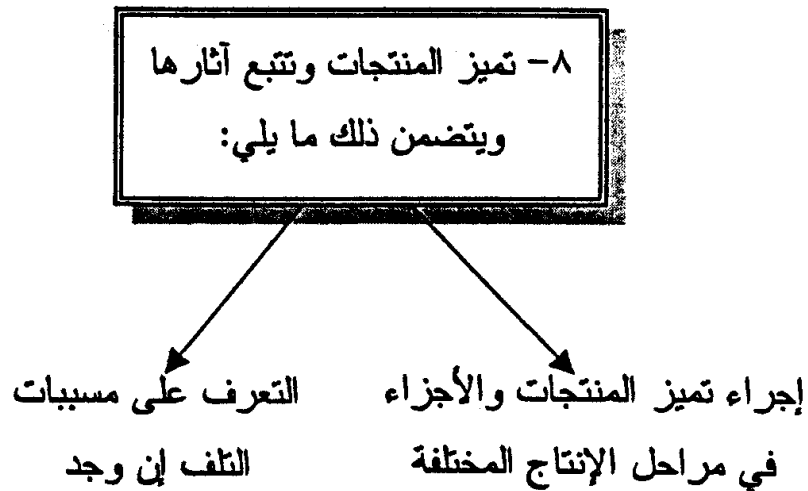 ٨- تميز المنتجات وتتبع آثارها
ويتضمن ذلك ما يلي:
إجراء تميز المنتجات والأجزاء
في مراحل الإنتاج المختلفة
التعرف على مسببات
التلف إن وجد